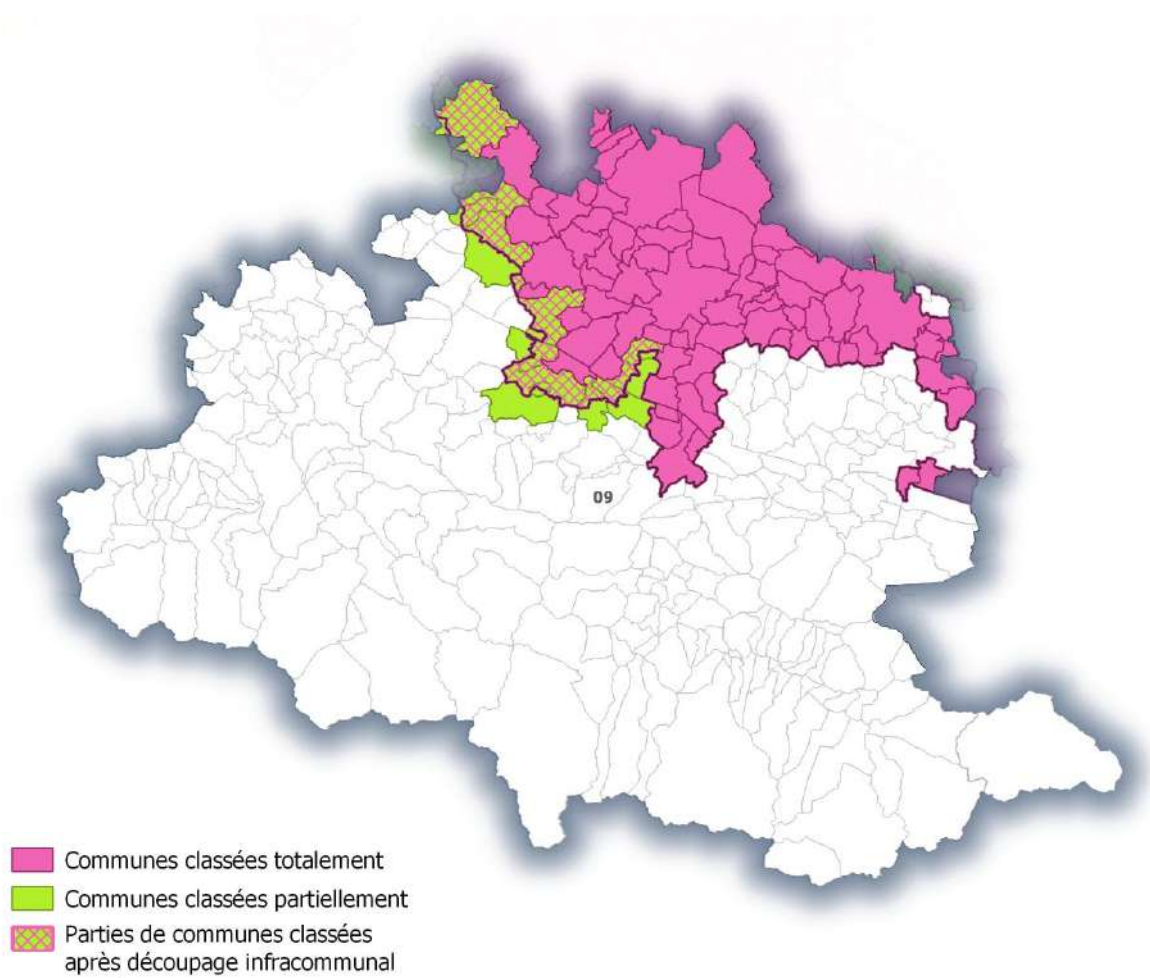 09
Communes classées totalement
Communes classées partiellement
Parties de communes classées
après découpage infracommunal